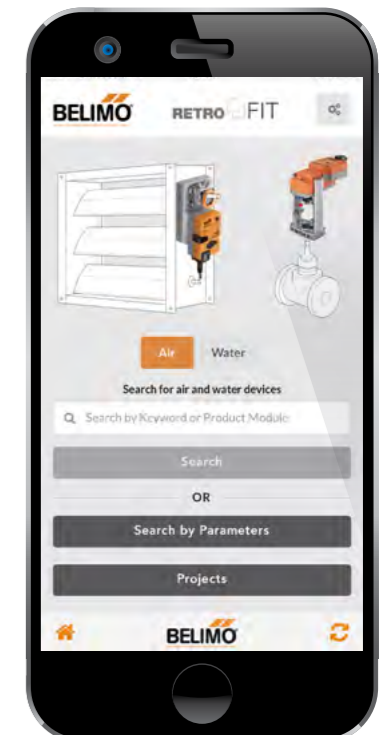 BELIMO RETRO FIT
Air Water
Search for air and water devices
Search by Keyword or Product Module
Search
OR
Search by Parameters
Projects
BELIMO